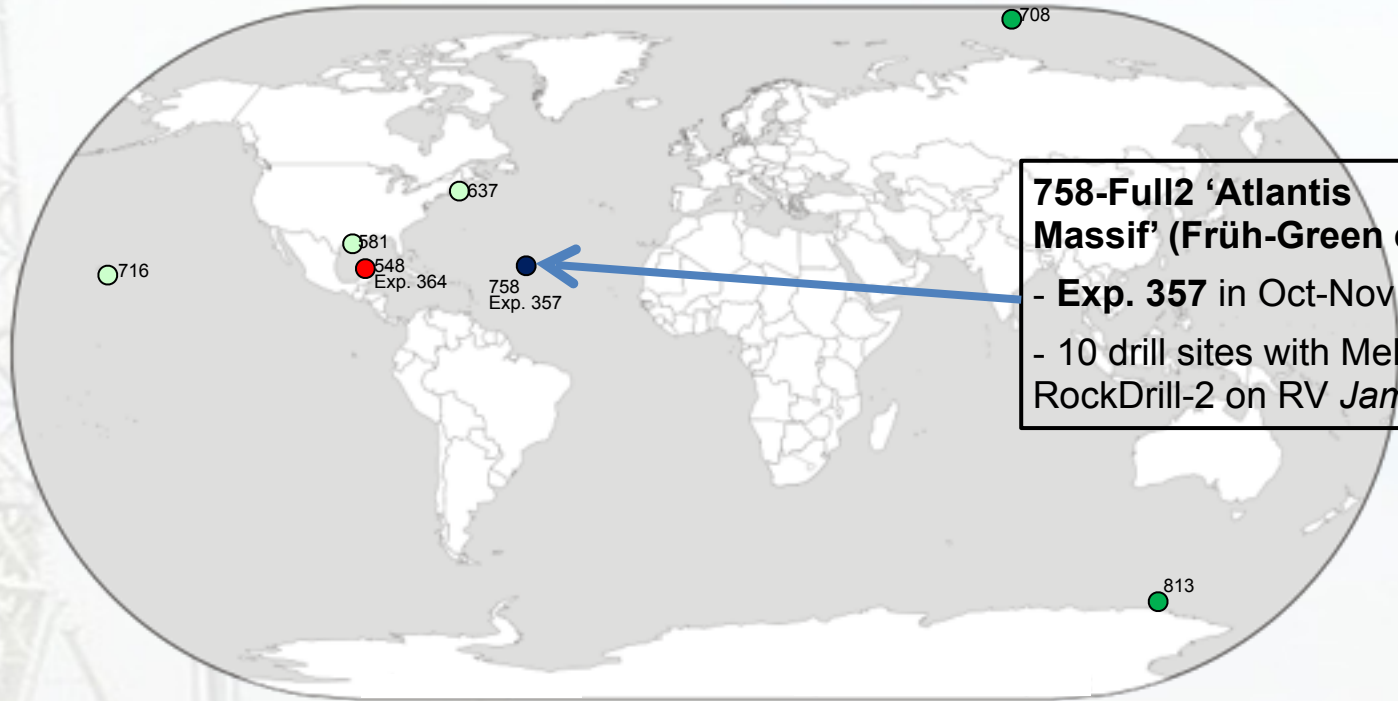 708
637
581
548
Exp. 364
716
758
Exp. 357
758-Full2 ‘Atlantis
Massif’ (Früh-Green
- Exp. 357 in Oct-Nov
- 10 drill sites with
RockDrill-2 on RV
813